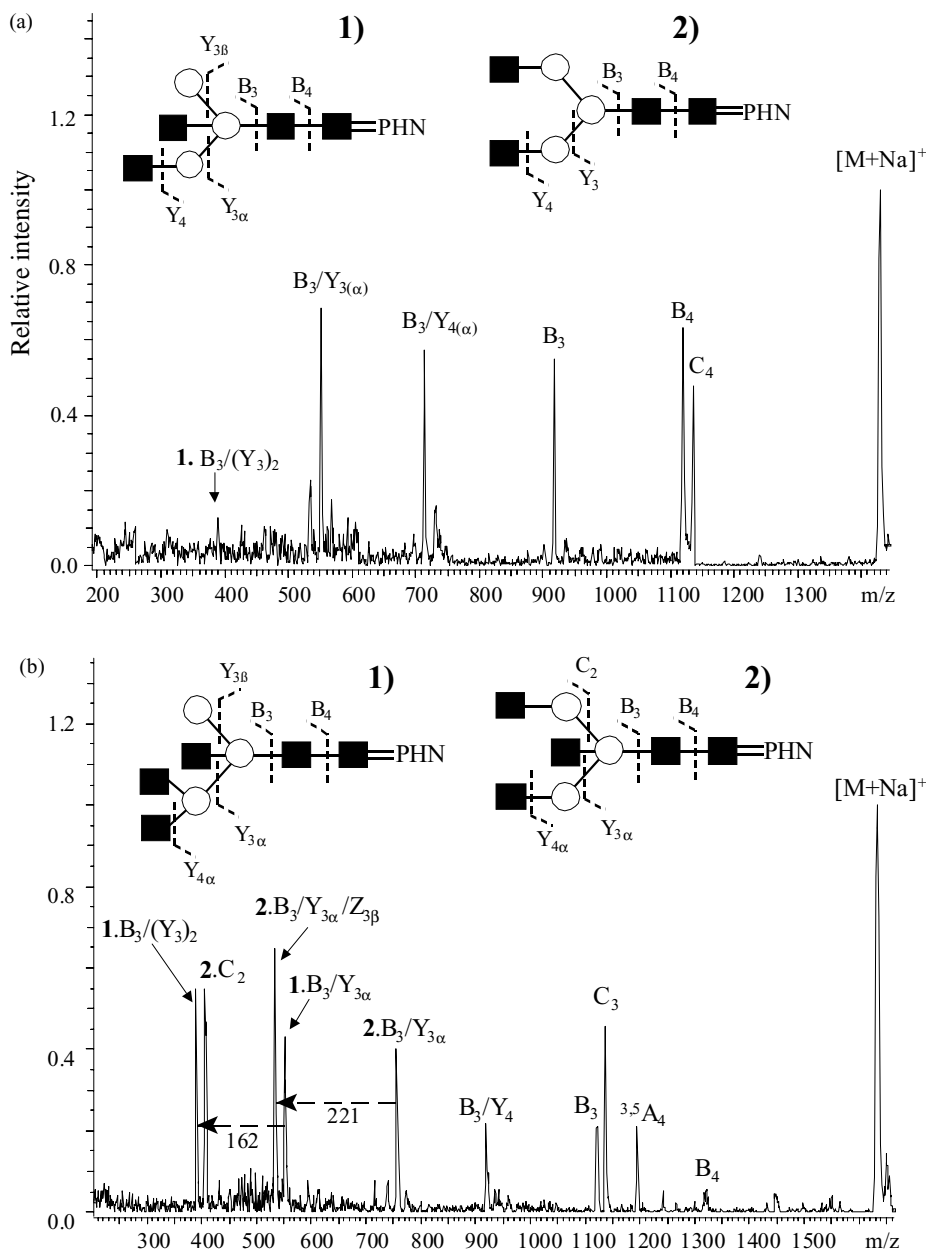 (a)
1)
2)
Y3ß
B3
B4
PHN
Y4
Y3α
B3
B4
PHN
Y3
Y4
[M+Na]+
Relative intensity
1.2
0.8
0.4
0.0
B3/Y3(α)
B3/Y4(α)
B3
B4
C4
1. B3/(Y3)2
200 300 400 500 600 700 800 900 1000 1100 1200 1300 m/z
(b)
1)
2)
Y3ß
B3
B4
PHN
Y3α
Y4α
C2
B3
B4
PHN
Y4α
Y3α
[M+Na]+
1.2
0.8
0.4
0.0
1.B3/(Y3)2
2.C2
2.B3/Y3α/Z3β
1.B3/Y3α
2.B3/Y3α
221
162
B3/Y4
B3
C3
3,5A4
B4
300 400 500 600 700 800 900 1000 1100 1200 1300 1400 1500 m/z